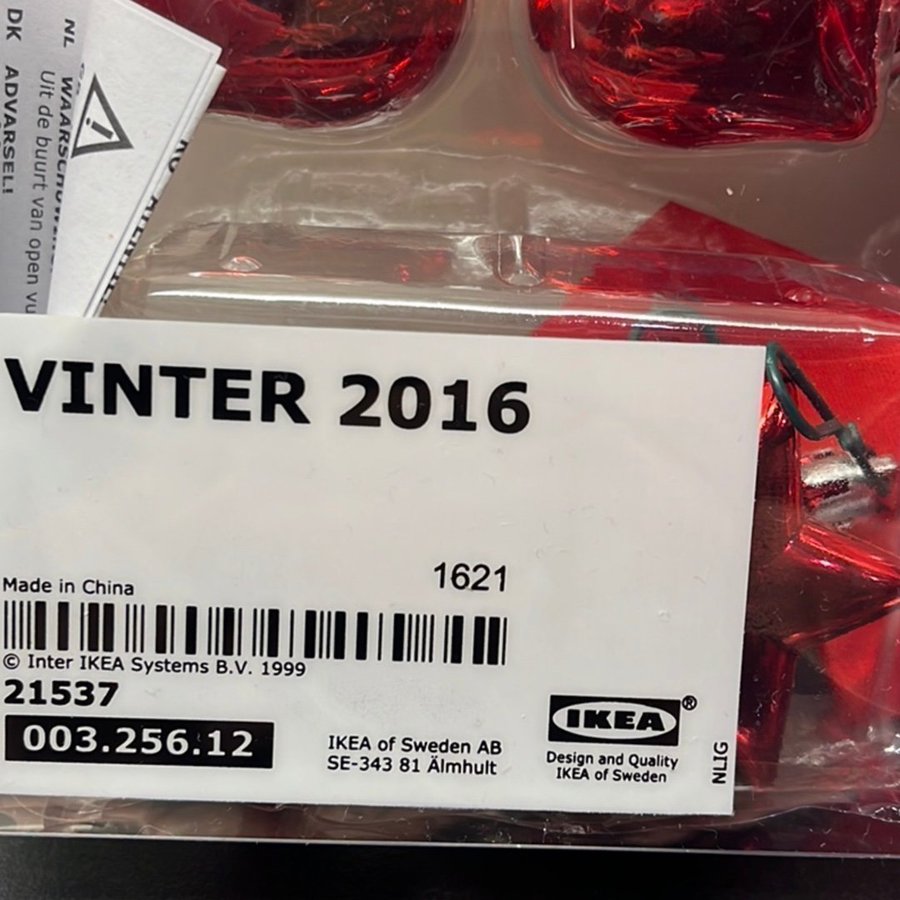 DK ADVARSEL!
NL WAARSCHUWING
Uit de buurt van open vu
VINTER 2016
1621
Made in China
© Inter IKEA Systems B.V. 1999
21537
003.256.12
IKEA of Sweden AB
SE-343 81 Älmhult
IKEA®
Design and Quality
IKEA of Sweden
NLIG